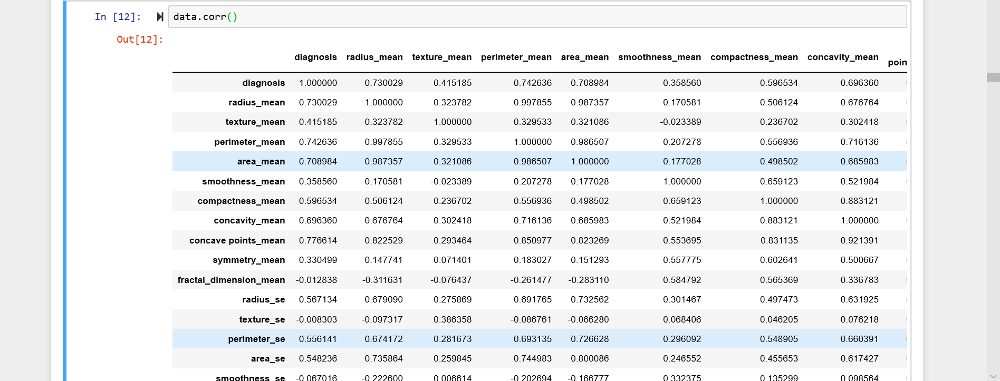 In [12]: data.corr()
Out[12]:
diagnosis radius_mean texture_mean perimeter_mean area_mean smoothness_mean compactness_mean concavity_mean poin
diagnosis 1.000000 0.730029 0.415185 0.742636 0.708984 0.358560 0.596534 0.696360
radius_mean 0.730029 1.000000 0.323782 0.997855 0.987357 0.170581 0.506124 0.676764
texture_mean 0.415185 0.323782 1.000000 0.329533 0.321086 -0.023389 0.236702 0.302418
perimeter_mean 0.742636 0.997855 0.329533 1.000000 0.986507 0.207278 0.556936 0.716136
area_mean 0.708984 0.987357 0.321086 0.986507 1.000000 0.177028 0.498502 0.685983
smoothness_mean 0.358560 0.170581 -0.023389 0.207278 0.177028 1.000000 0.659123 0.521984
compactness_mean 0.596534 0.506124 0.236702 0.556936 0.498502 0.659123 1.000000 0.883121
concavity_mean 0.696360 0.676764 0.302418 0.716136 0.685983 0.521984 0.883121 1.000000
concave points_mean 0.776614 0.822529 0.293464 0.850977 0.823269 0.553695 0.831135 0.921391
symmetry_mean 0.330499 0.147741 0.071401 0.183027 0.151293 0.557775 0.602641 0.500667
fractal_dimension_mean -0.012838 -0.311631 -0.076437 -0.261477 -0.283110 0.584792 0.565369 0.336783
radius_se 0.567134 0.679090 0.275869 0.691765 0.732562 0.301467 0.497473 0.631925
texture_se -0.008303 -0.097317 0.386358 -0.086761 -0.066280 0.068406 0.046205 0.076218
perimeter_se 0.556141 0.674172 0.281673 0.693135 0.726628 0.296092 0.548905 0.660391
area_se 0.548236 0.735864 0.259845 0.744983 0.800086 0.246552 0.455653 0.617427
smoothness_se -0.067016 -0.222600 0.006614 -0.202694 -0.166777 0.332375 0.135299 0.098564